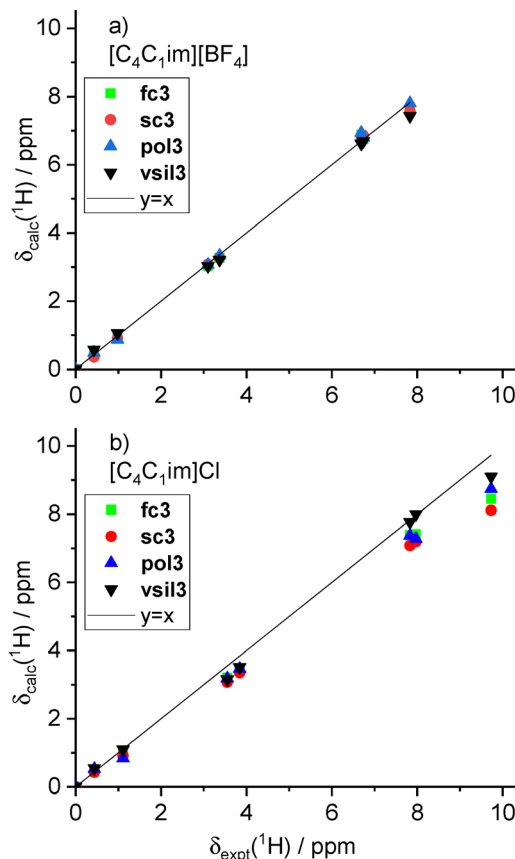 a)
[C₄C₁im][BF₄]
fc3
sc3
pol3
vsil3
y=x
δcalc(¹H) / ppm
10
8
6
4
2
0
0 2 4 6 8 10
b)
[C₄C₁im]Cl
fc3
sc3
pol3
vsil3
y=x
δcalc(¹H) / ppm
10
8
6
4
2
0
0 2 4 6 8 10
δexpt(¹H) / ppm